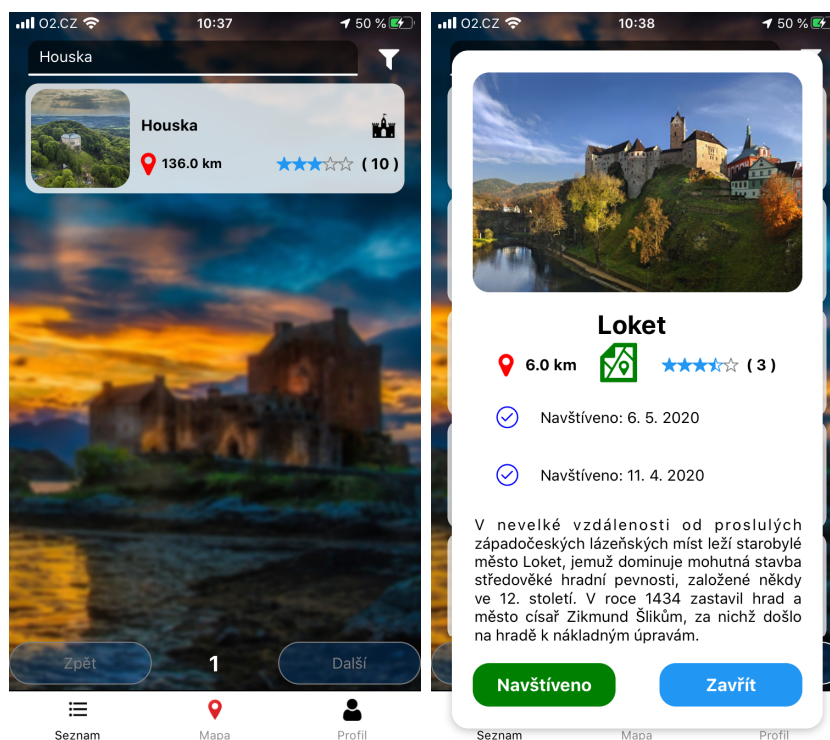 O2.CZ 10:37 50 %
Houska
Houska
136.0 km ( 10 )
Zpět 1 Další
Seznam Mapa Profil
O2.CZ 10:38 50 %
Loket
6.0 km ( 3 )
Navštíveno: 6. 5. 2020
Navštíveno: 11. 4. 2020
V nevelké vzdálenosti od proslulých
západočeských lázeňských míst leží starobylé
město Loket, jemuž dominuje mohutná stavba
středověké hradní pevnosti, založené někdy
ve 12. století. V roce 1434 zastavil hrad a
město císař Zikmund Šlikům, za nichž došlo
na hradě k nákladným úpravám.
Navštíveno Zavřít
Seznam Mapa Profil